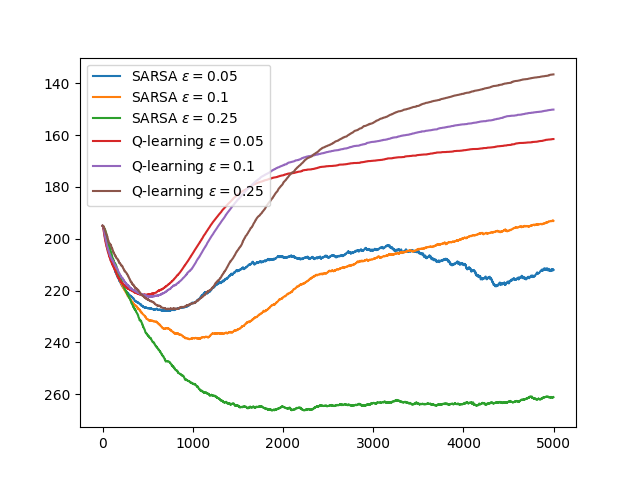 SARSA ε = 0.05
SARSA ε = 0.1
SARSA ε = 0.25
Q-learning ε = 0.05
Q-learning ε = 0.1
Q-learning ε = 0.25
140
160
180
200
220
240
260
0 1000 2000 3000 4000 5000